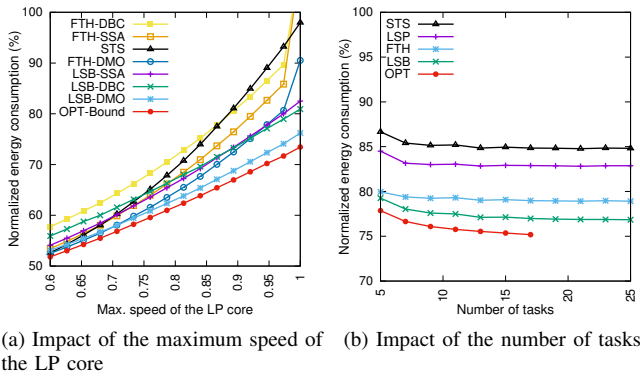 Normalized energy consumption (%)
100
90
80
70
60
50
FTH-DBC
FTH-SSA
STS
FTH-DMO
LSB-SSA
LSB-DBC
LSB-DMO
OPT-Bound
0.6 0.65 0.7 0.75 0.8 0.85 0.9 0.95 1
Max. speed of the LP core
Normalized energy consumption (%)
100
95
90
85
80
75
70
STS
LSP
FTH
LSB
OPT
5 10 15 20 25
Number of tasks
(a) Impact of the maximum speed of
the LP core
(b) Impact of the number of tasks